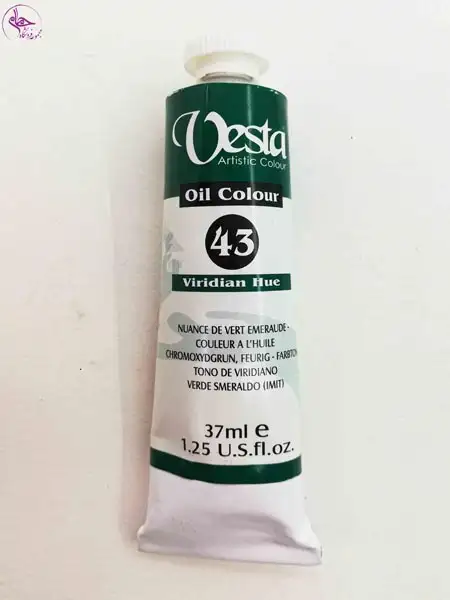 Vesta
Artistic Colour
Oil Colour
43
Viridian Hue
NUANCE DE VERT EMERAUDE -
COULEUR A L'HUILE
CHROMOXYDGRUN, FEURIG - FARBTON
TONO DE VIRIDIANO
VERDE SMERALDO (IMIT)
37ml e
1.25 U.S.fl.oz.